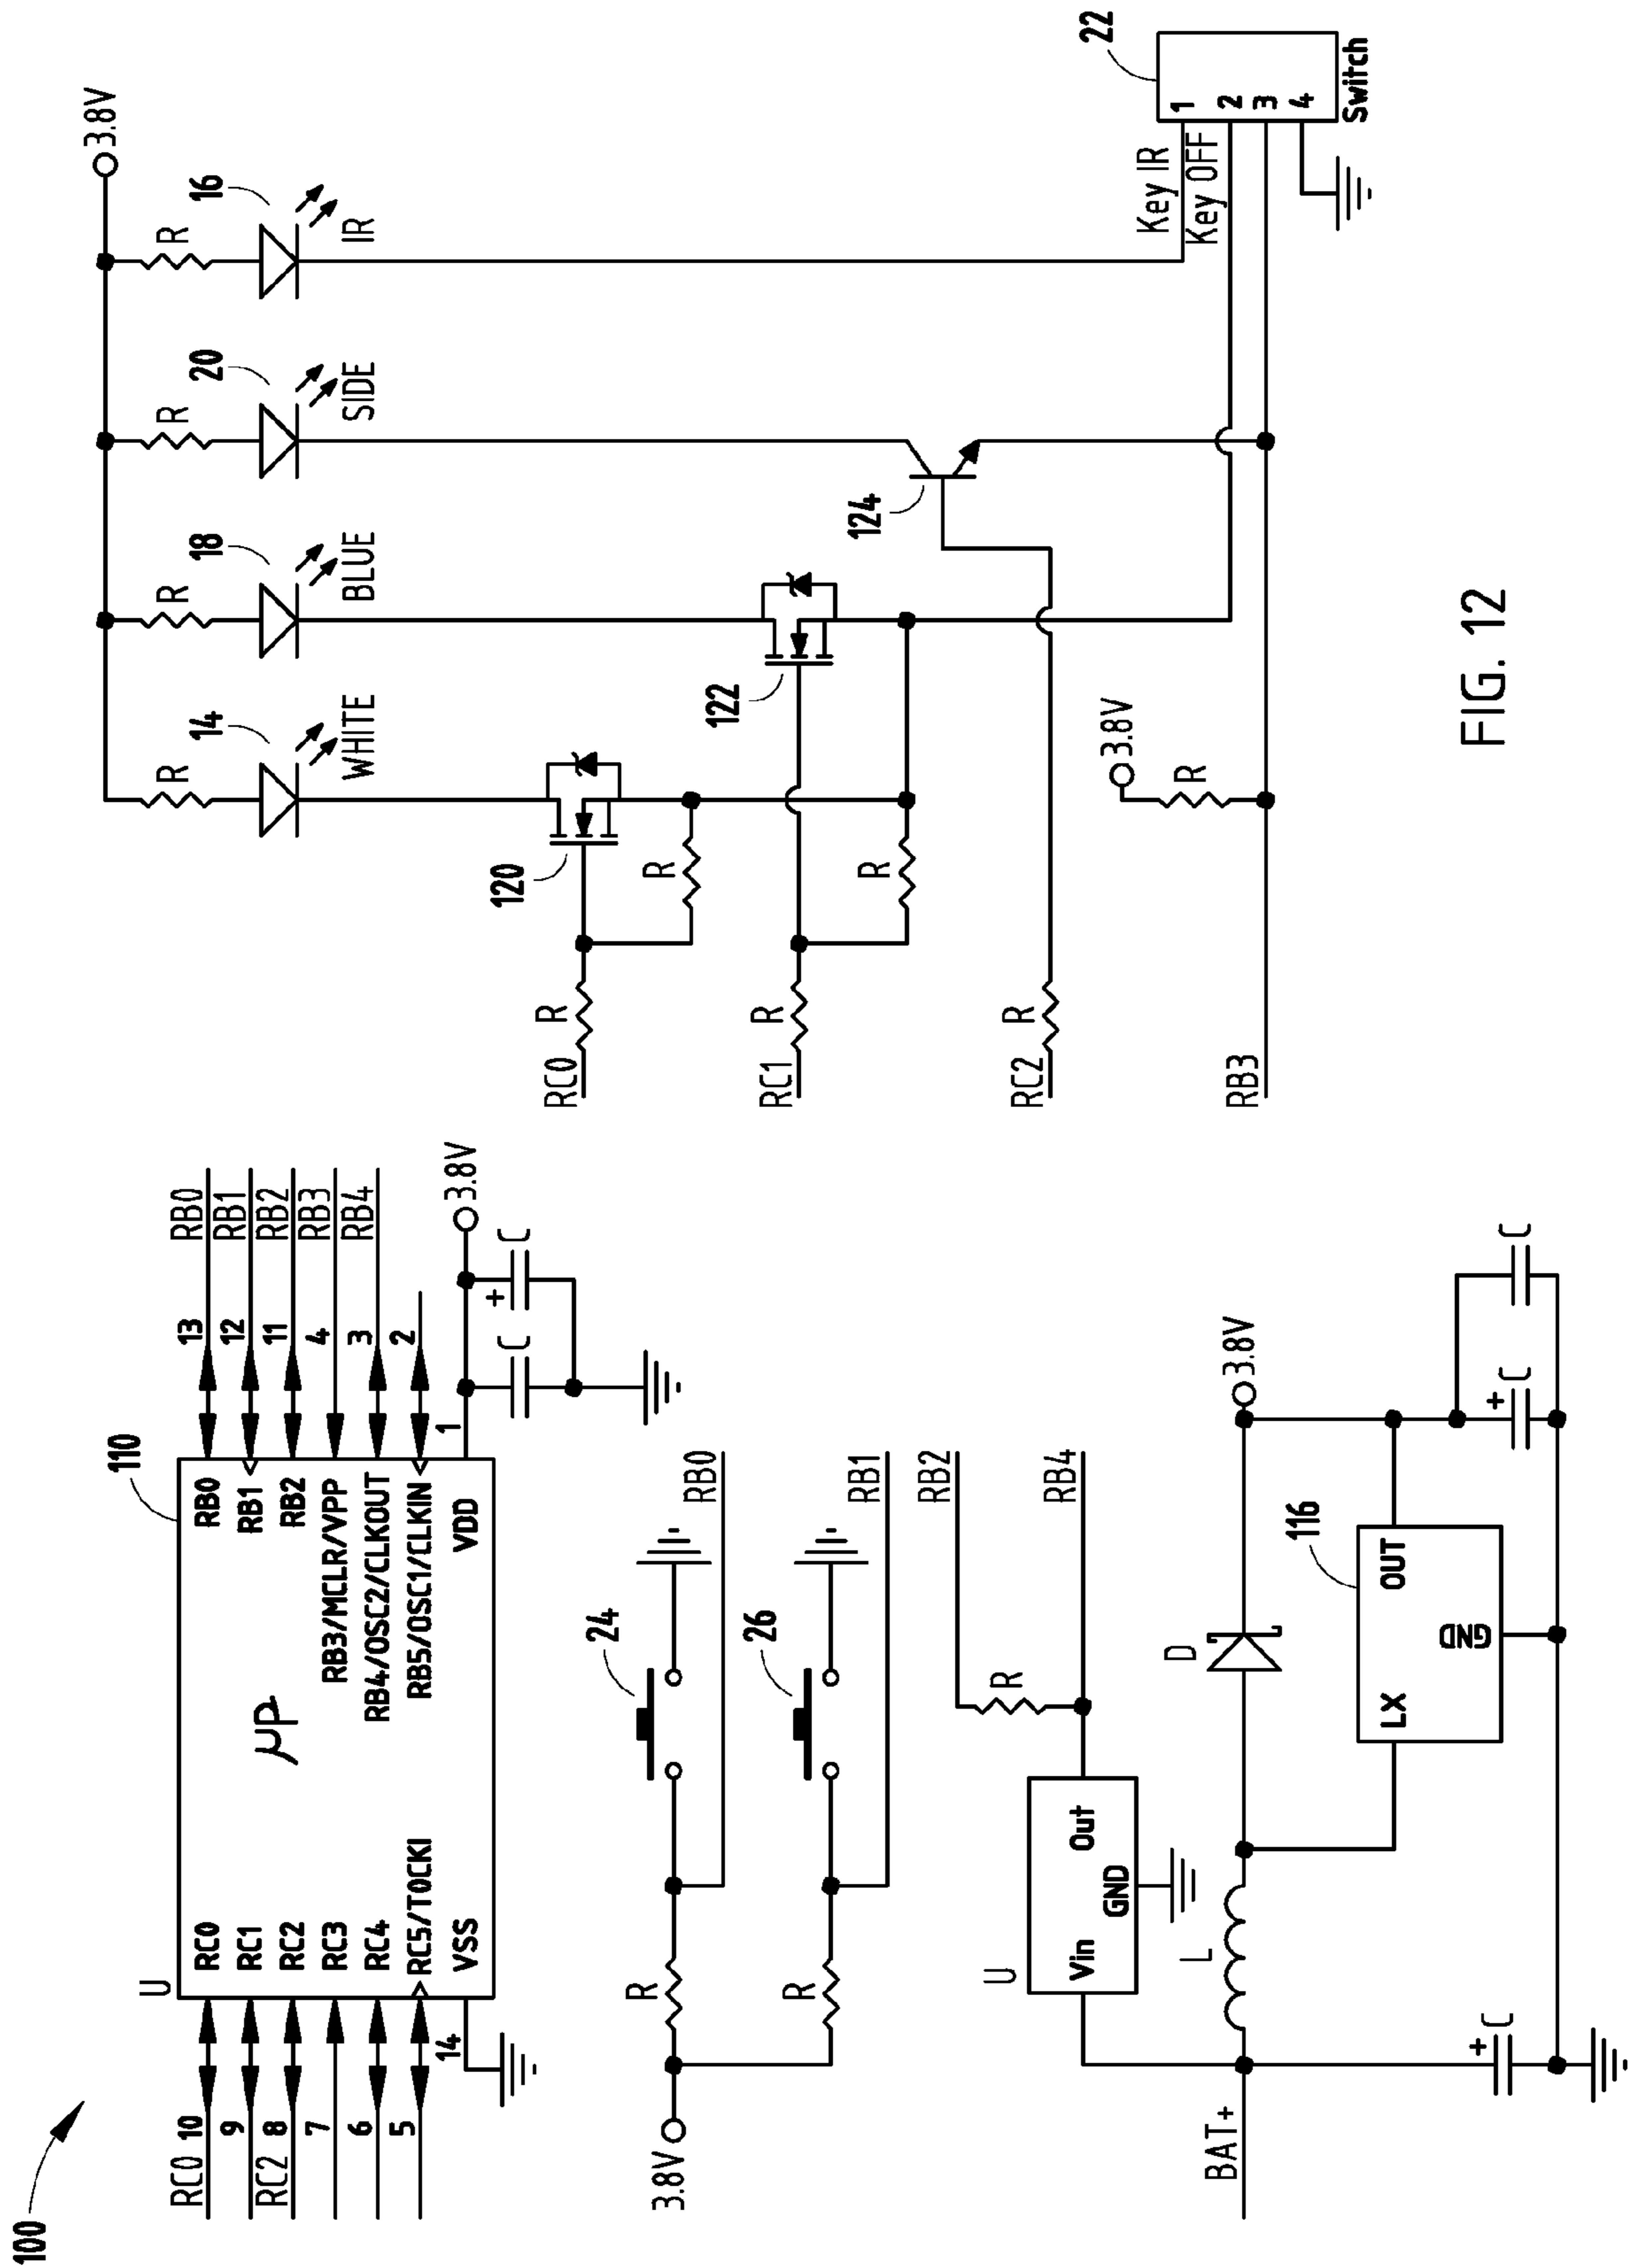 100
U
110
μP
RC0
RC1
RC2
RC3
RC4
RC5/T0CKI
VSS
RB0
RB1
RB2
RB3/MCLR/VPP
RB4/OSC2/CLKOUT
RB5/OSC1/CLKIN
VDD
RC0 10
9
RC2 8
7
6
5
14
13 RB0
12 RB1
11 RB2
4 RB3
3 RB4
2
1
3.8V
C
+ C
3.8V
R
24
RB0
R
26
RB1
U
Vin
Out
GND
R
RB2
RB4
BAT+
L
D
3.8V
116
LX
OUT
GND
+ C
+ C
C
3.8V
R
R
R
R
14
18
20
16
WHITE
BLUE
SIDE
IR
120
122
124
RC0
R
R
RC1
R
R
RC2
R
RB3
3.8V
R
Key IR
Key OFF
22
1
2
3
4
Switch
FIG. 12